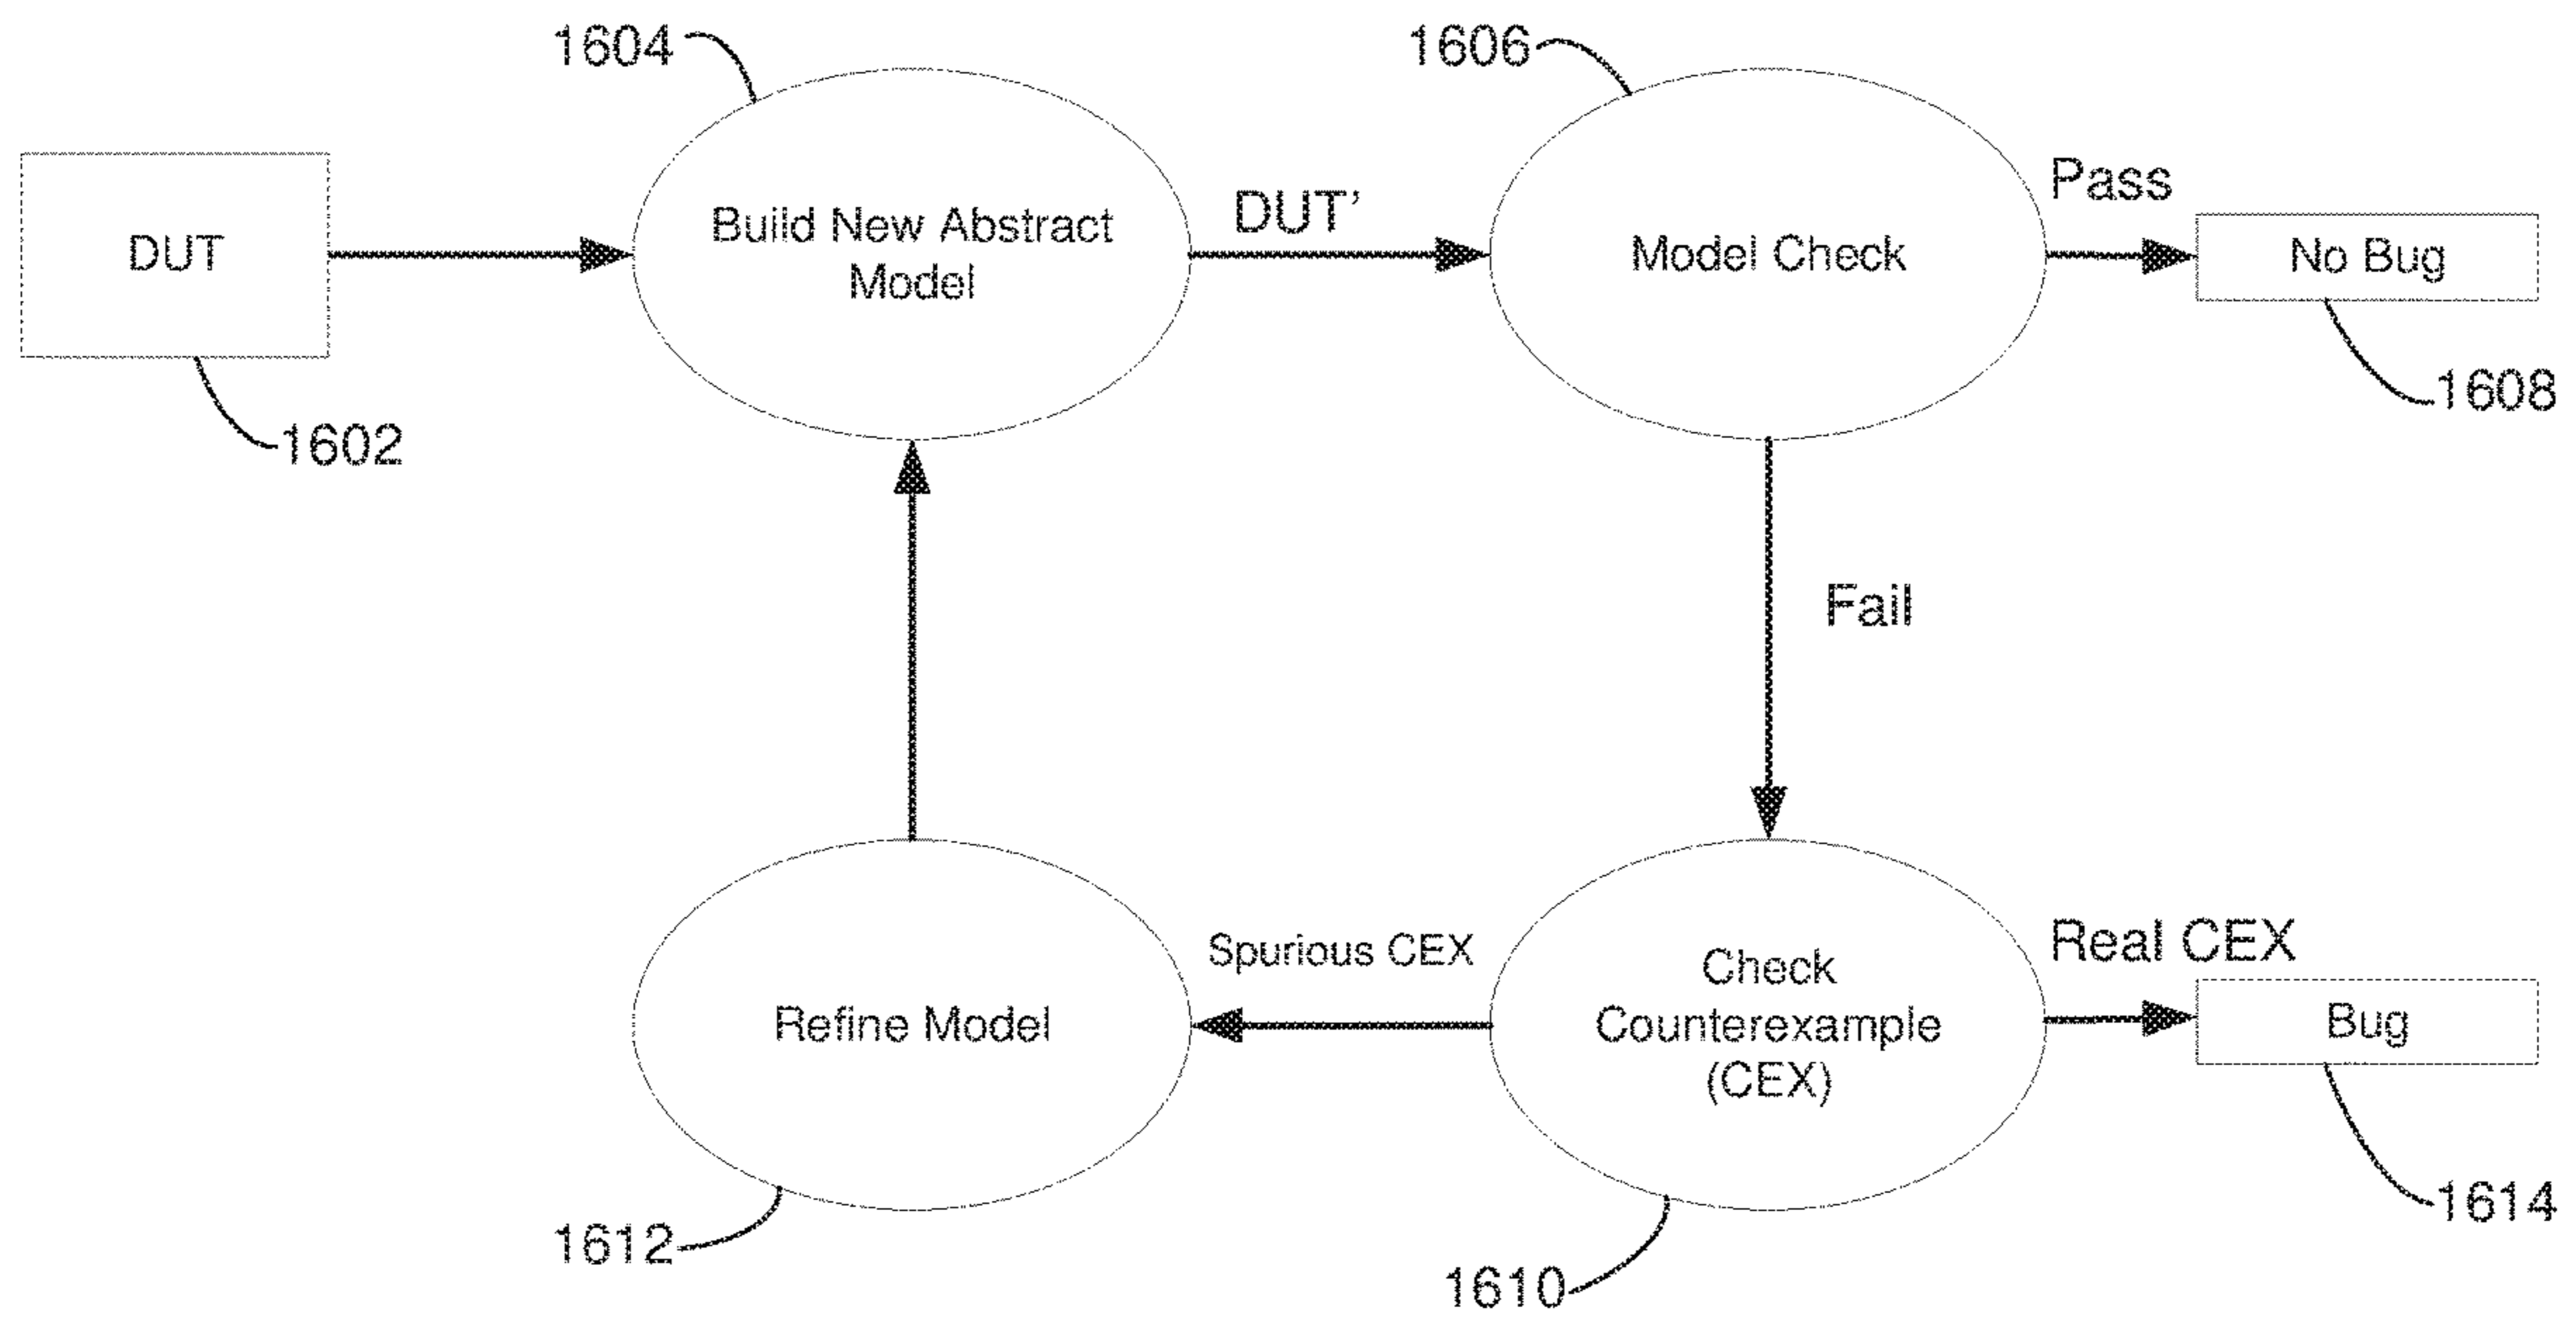 1604
1606
DUT
Build New Abstract
Model
DUT'
Model Check
Pass
No Bug
1602
1608
Fail
Refine Model
Spurious CEX
Check
Counterexample
(CEX)
Real CEX
Bug
1612
1610
1614